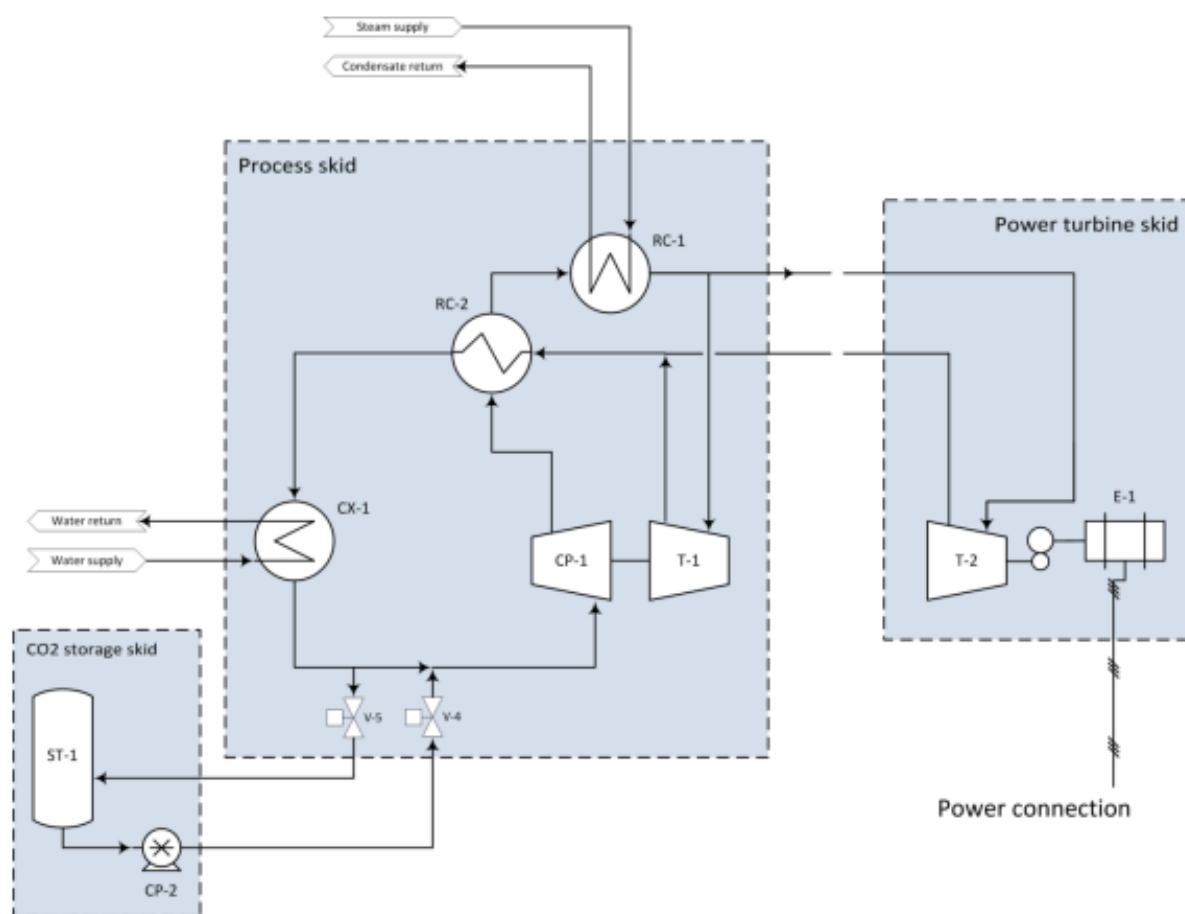 Steam supply
Condensate return
Process skid
Power turbine skid
RC-1
RC-2
CX-1
E-1
Water return
Water supply
CP-1
T-1
T-2
CO2 storage skid
V-5
V-4
ST-1
Power connection
CP-2